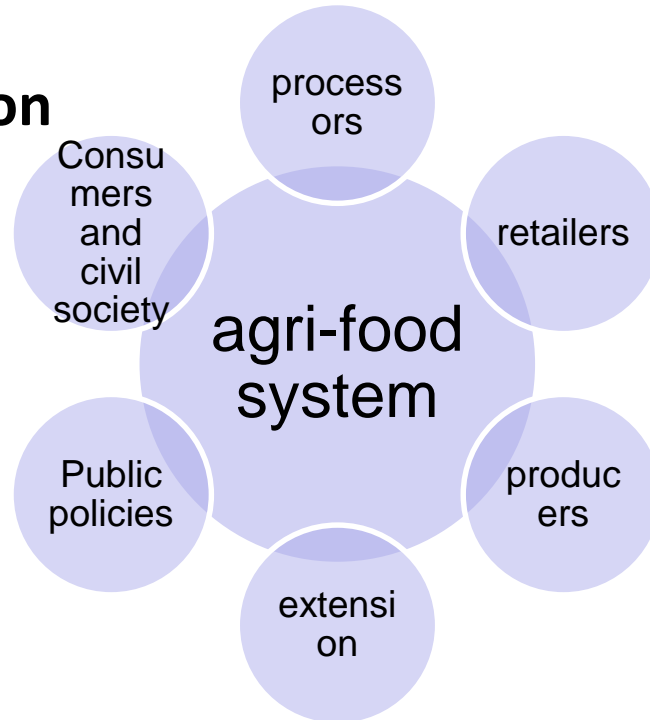 on
process
ors
Consu
mers
and
civil
society
retailers
agri-food
system
Public
policies
produc
ers
extensi
on